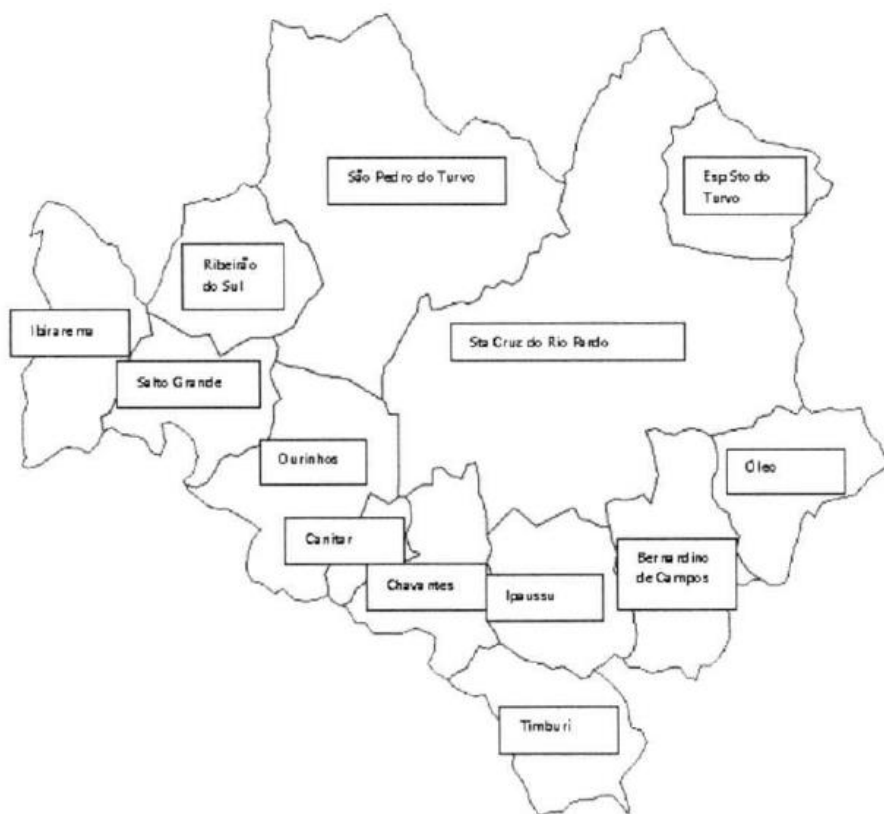 São Pedro do Turvo
Esp Sto do
Turvo
Ribeirão
do Sul
Ibirarema
Sta Cruz do Rio Pardo
Salto Grande
Ourinhos
Óleo
Canitar
Bernardino
de Campos
Chavantes
Ipaussu
Timburi